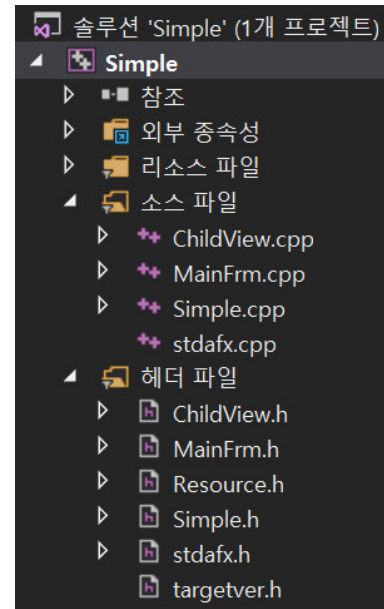 솔루션 'Simple' (1개 프로젝트)
Simple
참조
외부 종속성
리소스 파일
소스 파일
ChildView.cpp
MainFrm.cpp
Simple.cpp
stdafx.cpp
헤더 파일
ChildView.h
MainFrm.h
Resource.h
Simple.h
stdafx.h
targetver.h